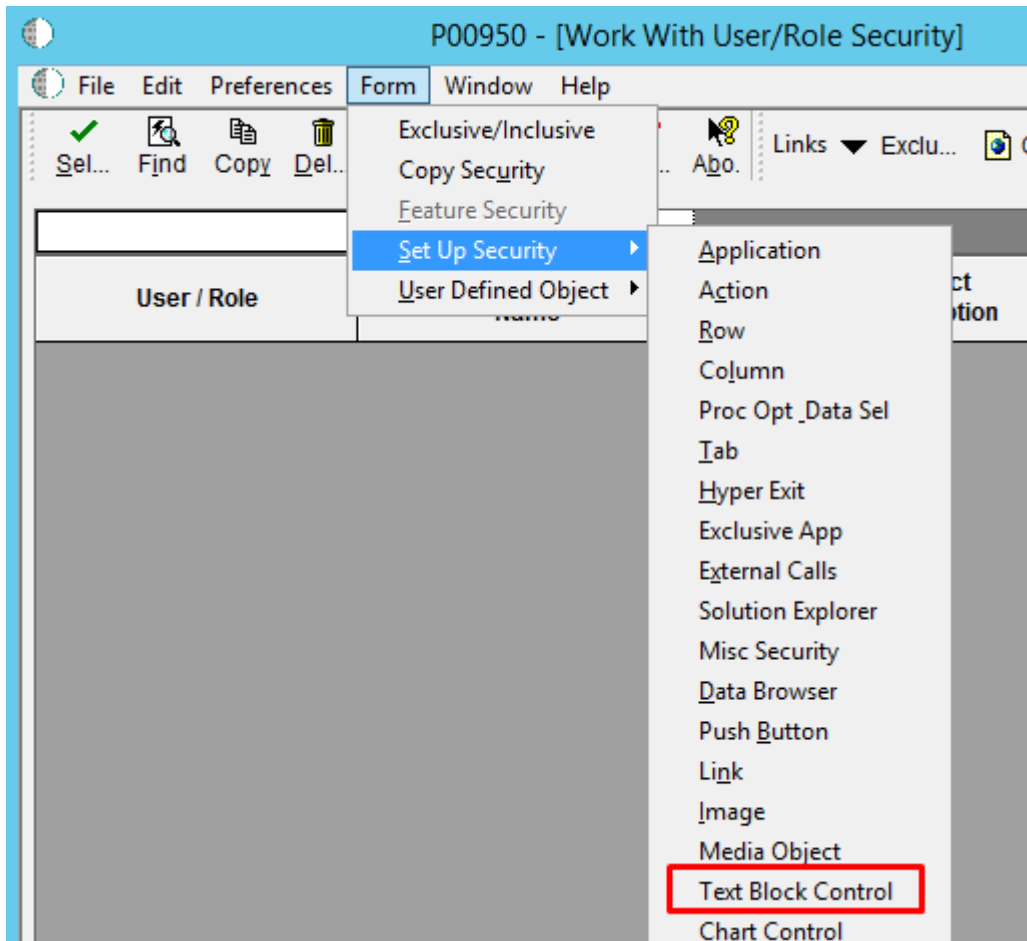 P00950 - [Work With User/Role Security]
File Edit Preferences Form Window Help
Sel... Find Copy Del... .. Abo. Links Exclu...
Exclusive/Inclusive
Copy Security
Feature Security
Set Up Security
User Defined Object
User / Role
Application
Action
Row
Column
Proc Opt _Data Sel
Tab
Hyper Exit
Exclusive App
External Calls
Solution Explorer
Misc Security
Data Browser
Push Button
Link
Image
Media Object
Text Block Control
Chart Control